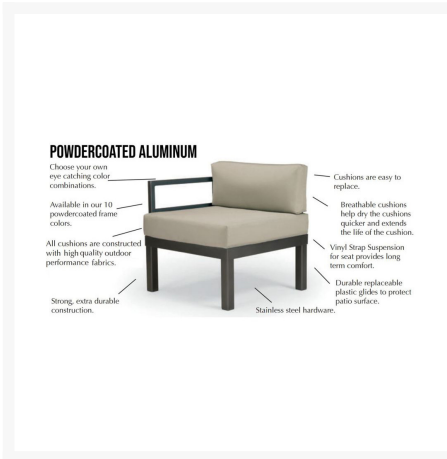 POWDERCOATED ALUMINUM
Choose your own
eye catching color
combinations.
Available in our 10
powdercoated frame
colors.
All cushions are constructed
with high quality outdoor
performance fabrics.
Strong, extra durable
construction.
Cushions are easy to
replace.
Breathable cushions
help dry the cushions
quicker and extends
the life of the cushion.
Vinyl Strap Suspension
for seat provides long
term comfort.
Durable replaceable
plastic glides to protect
patio surface.
Stainless steel hardware.